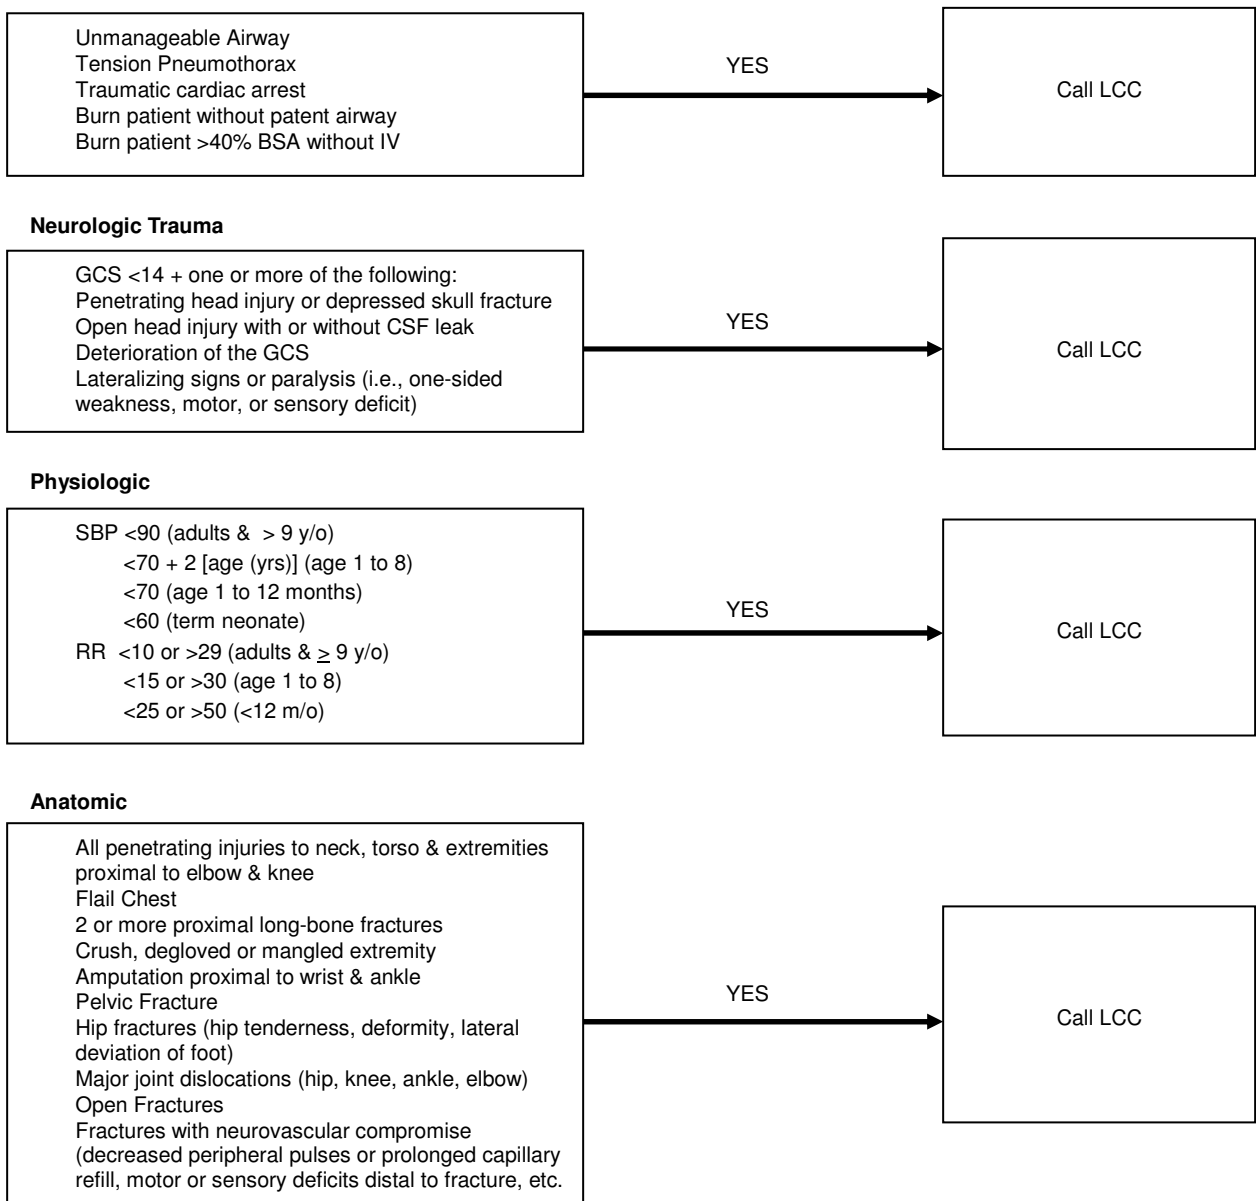 Unmanageable Airway
Tension Pneumothorax
Traumatic cardiac arrest
Burn patient without patent airway
Burn patient >40% BSA without IV
YES
Call LCC
Neurologic Trauma
GCS <14 + one or more of the following:
Penetrating head injury or depressed skull fracture
Open head injury with or without CSF leak
Deterioration of the GCS
Lateralizing signs or paralysis (i.e., one-sided
weakness, motor, or sensory deficit)
YES
Call LCC
Physiologic
SBP <90 (adults & > 9 y/o)
<70 + 2 [age (yrs)] (age 1 to 8)
<70 (age 1 to 12 months)
<60 (term neonate)
RR <10 or >29 (adults & > 9 y/o)
<15 or >30 (age 1 to 8)
<25 or >50 (<12 m/o)
YES
Call LCC
Anatomic
All penetrating injuries to neck, torso & extremities
proximal to elbow & knee
Flail Chest
2 or more proximal long-bone fractures
Crush, degloved or mangled extremity
Amputation proximal to wrist & ankle
Pelvic Fracture
Hip fractures (hip tenderness, deformity, lateral
deviation of foot)
Major joint dislocations (hip, knee, ankle, elbow)
Open Fractures
Fractures with neurovascular compromise
(decreased peripheral pulses or prolonged capillary
refill, motor or sensory deficits distal to fracture, etc.
YES
Call LCC